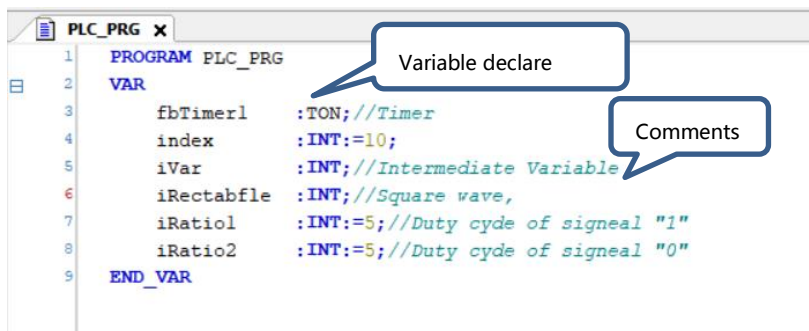 PLC_PRG X
Variable declare
1 PROGRAM PLC_PRG
2 VAR
3 fbTimer1 :TON;//Timer
Comments
4 index :INT:=10;
5 iVar :INT;//Intermediate Variable
6 iRectabfle :INT;//Square wave,
7 iRatio1 :INT:=5;//Duty cyde of signeal "1"
8 iRatio2 :INT:=5;//Duty cyde of signeal "0"
9 END_VAR